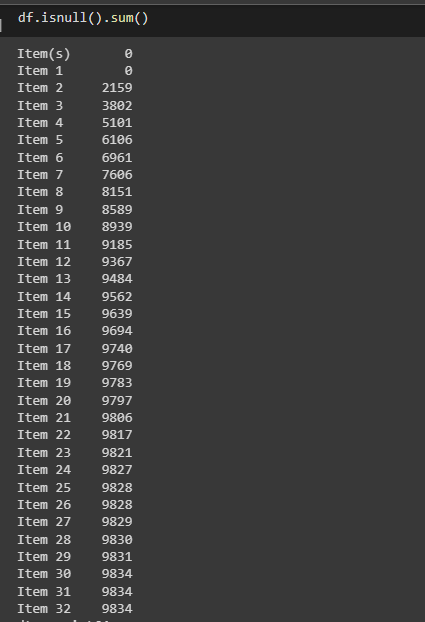 df.isnull().sum()
Item(s) 0
Item 1 0
Item 2 2159
Item 3 3802
Item 4 5101
Item 5 6106
Item 6 6961
Item 7 7606
Item 8 8151
Item 9 8589
Item 10 8939
Item 11 9185
Item 12 9367
Item 13 9484
Item 14 9562
Item 15 9639
Item 16 9694
Item 17 9740
Item 18 9769
Item 19 9783
Item 20 9797
Item 21 9806
Item 22 9817
Item 23 9821
Item 24 9827
Item 25 9828
Item 26 9828
Item 27 9829
Item 28 9830
Item 29 9831
Item 30 9834
Item 31 9834
Item 32 9834